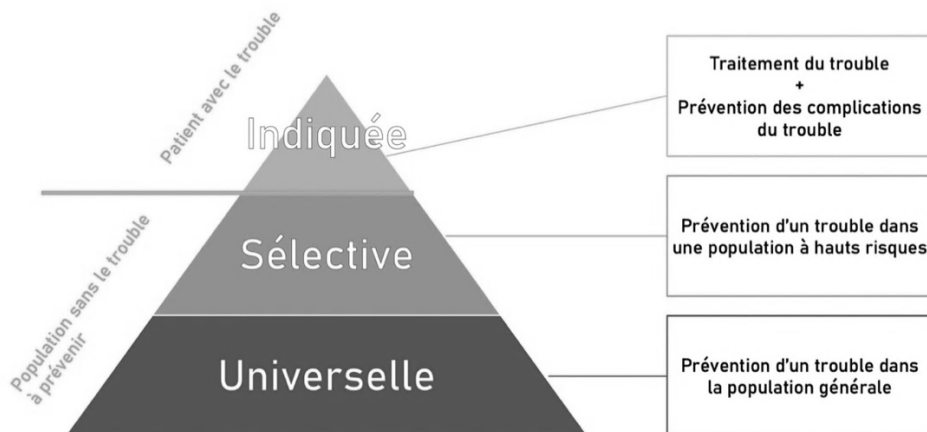 Patient avec le trouble
Indiquée
Traitement du trouble
+
Prévention des complications
du trouble
Population sans le trouble
à prévenir
Sélective
Prévention d'un trouble dans
une population à hauts risques
Universelle
Prévention d'un trouble dans
la population générale